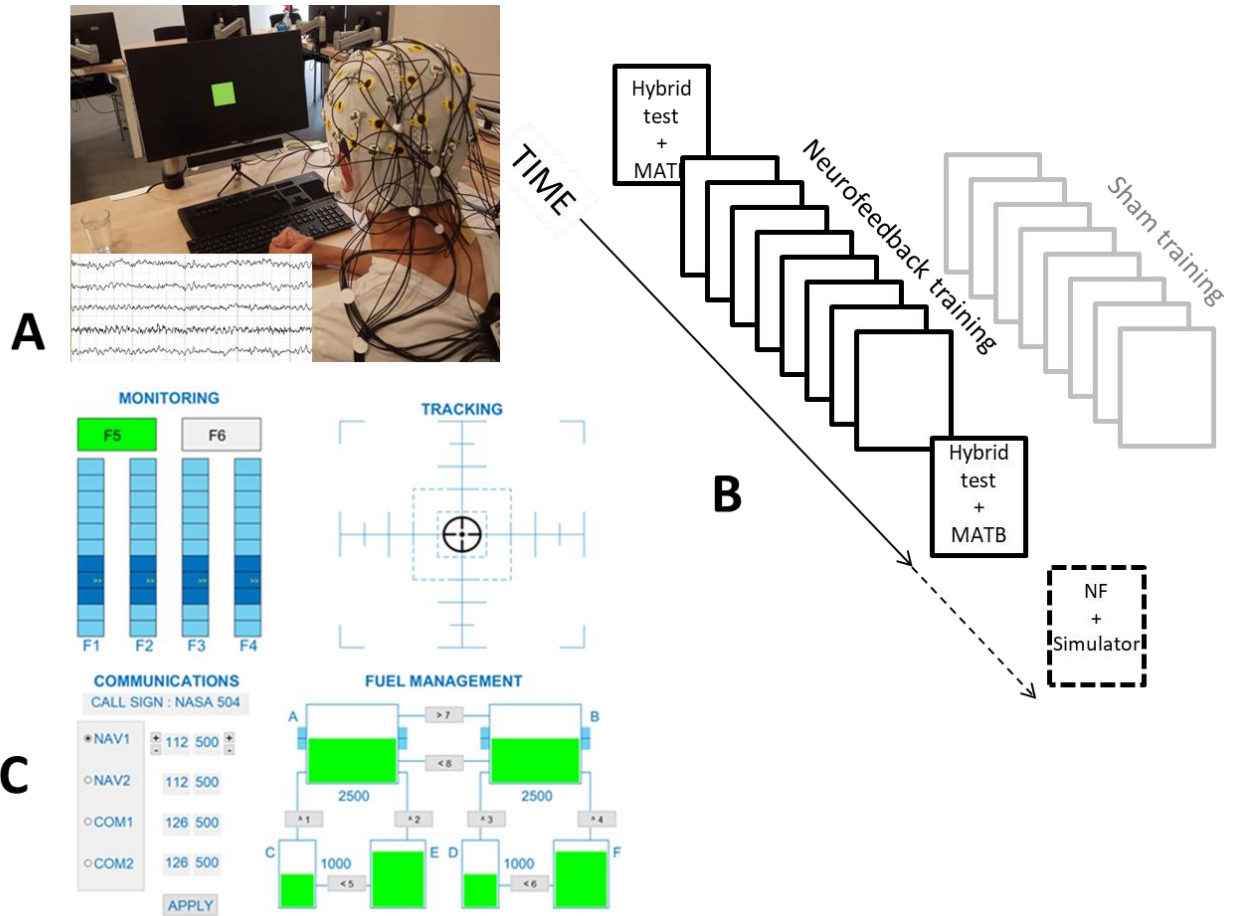 A
TIME
Hybrid
test
+
Neurofeedback training
Sham training
B
Hybrid
test
+
MATB
NF
+
Simulator
C
MONITORING
F5 F6
F1 F2 F3 F4
TRACKING
COMMUNICATIONS
CALL SIGN : NASA 504
NAV1 + - 112 500 + -
NAV2 112 500
COM1 126 500
COM2 126 500
APPLY
FUEL MANAGEMENT
A > 7 B
< 8
2500 2500
^ 1 ^ 2 ^ 3 ^ 4
C 1000 E D 1000 F
< 5 < 6